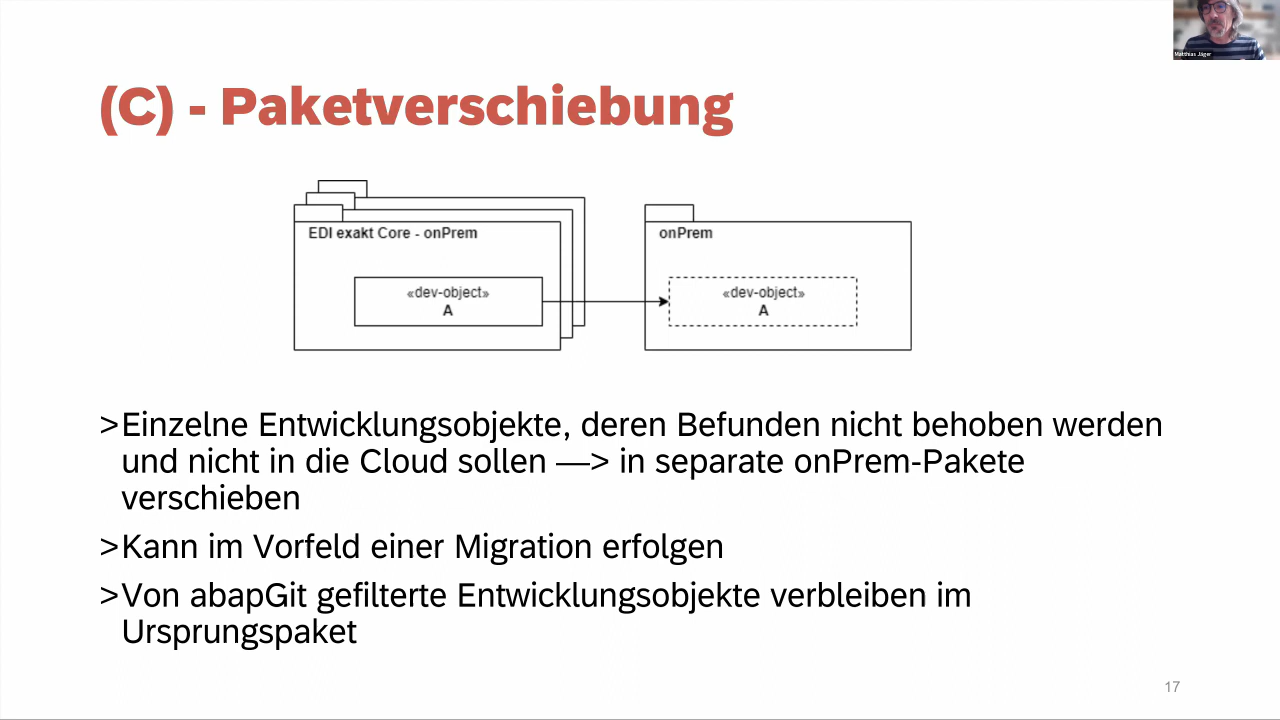 Matthias Jäger
(C) - Paketverschiebung
EDI exakt Core - onPrem
«dev-object»
A
onPrem
«dev-object»
A
>Einzelne Entwicklungsobjekte, deren Befunden nicht behoben werden
und nicht in die Cloud sollen —> in separate onPrem-Pakete
verschieben
>Kann im Vorfeld einer Migration erfolgen
>Von abapGit gefilterte Entwicklungsobjekte verbleiben im
Ursprungspaket
17